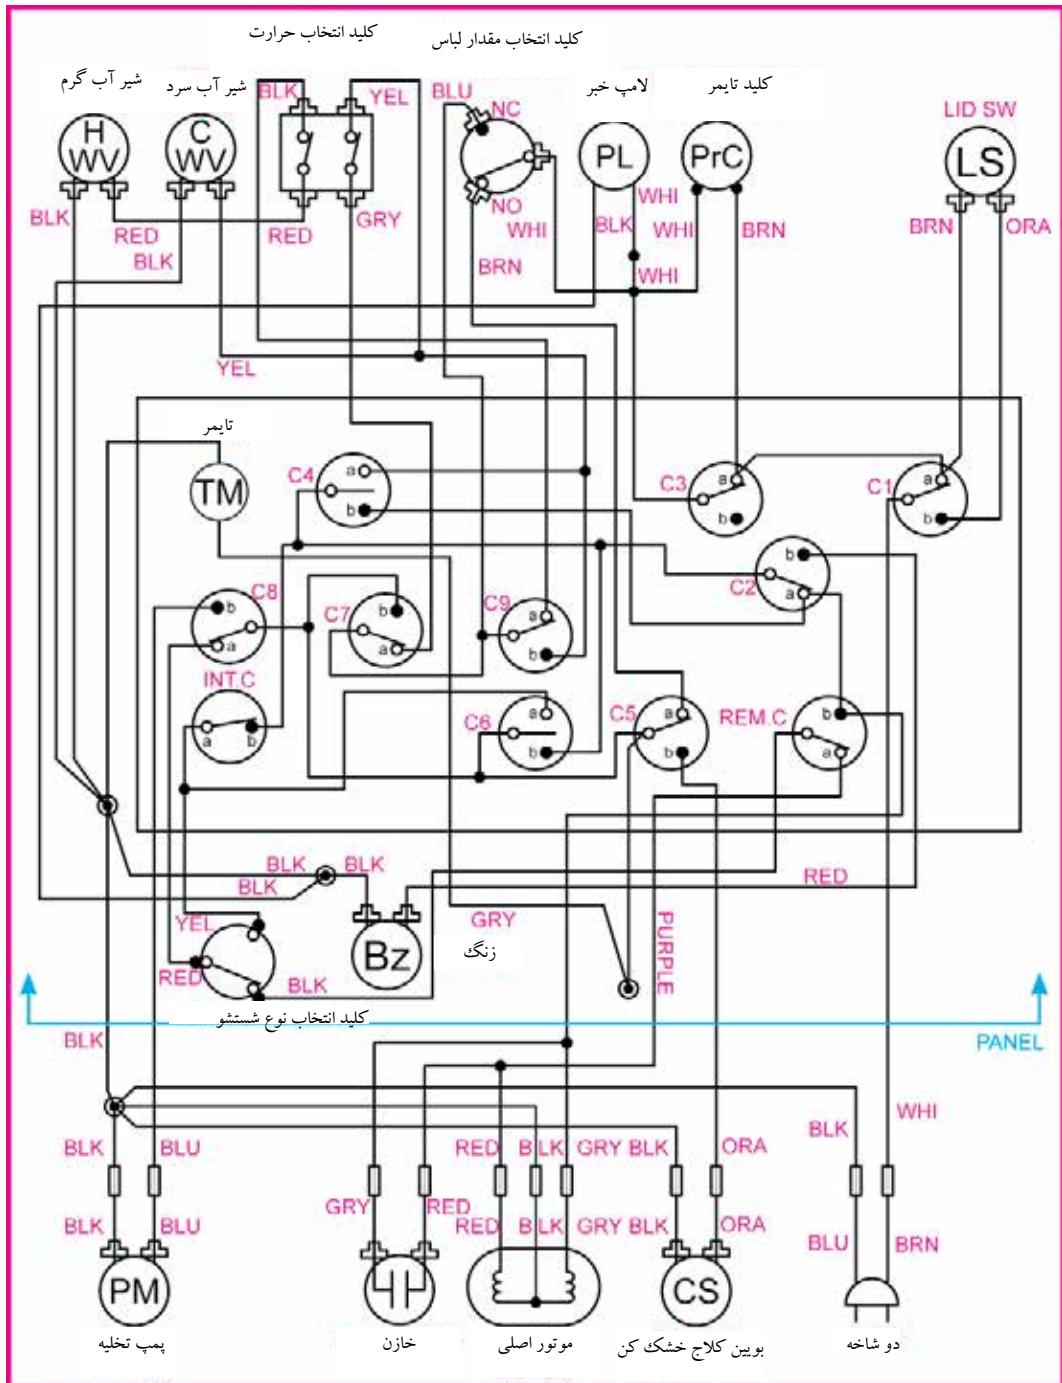 کلید انتخاب حرارت
کلید انتخاب مقدار لباس
شیر آب گرم
شیر آب سرد
لامپ خبر
کلید تایمر
BLK
YEL
BLU
NC
LID SW
H
WV
C
WV
PL
PrC
LS
BLK
RED
BLK
RED
GRY
NO
WHI
BRN
BLK
WHI
WHI
WHI
BRN
BRN
ORA
YEL
تایمر
TM
C4
a
b
C3
a
b
C1
a
b
C2
b
a
C8
b
a
C7
b
a
C9
a
b
INT.C
a
b
C6
a
b
C5
a
b
REM.C
b
a
BLK
BLK
BLK
RED
YEL
RED
BLK
Bz
زنگ
GRY
PURPLE
کلید انتخاب نوع شستشو
PANEL
BLK
WHI
BLK
BLK
BLU
RED
BLK
GRY
BLK
ORA
GRY
RED
BLK
BLU
RED
BLK
GRY
BLK
ORA
BLU
BRN
PM
CS
پمپ تخلیه
خازن
موتور اصلی
بوبین کلاج خشک کن
دو شاخه